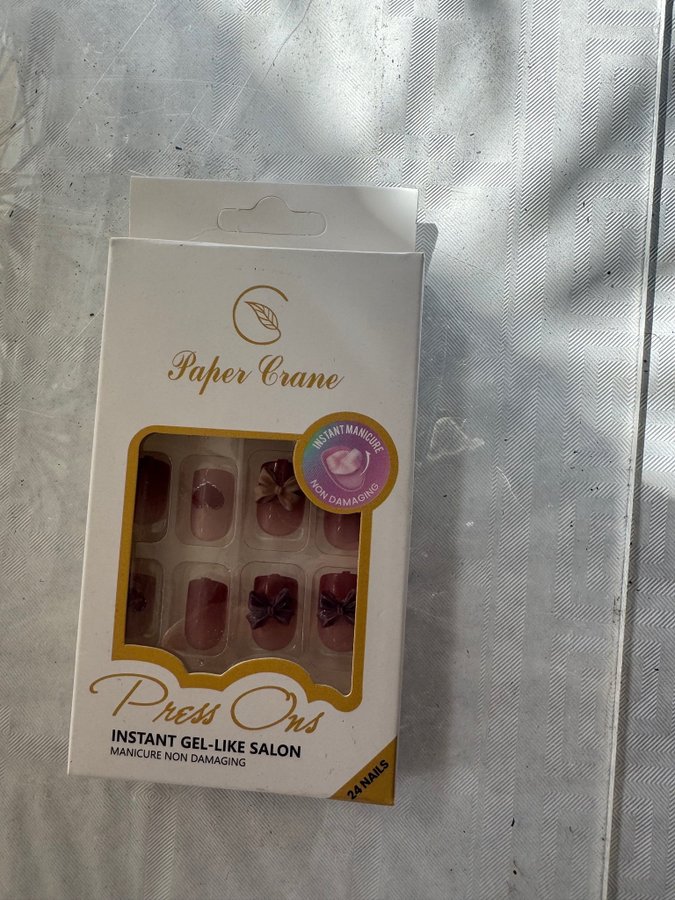 Paper Crane
INSTANT MANICURE
NON DAMAGING
Press Ons
INSTANT GEL-LIKE SALON
MANICURE NON DAMAGING
24 NAILS